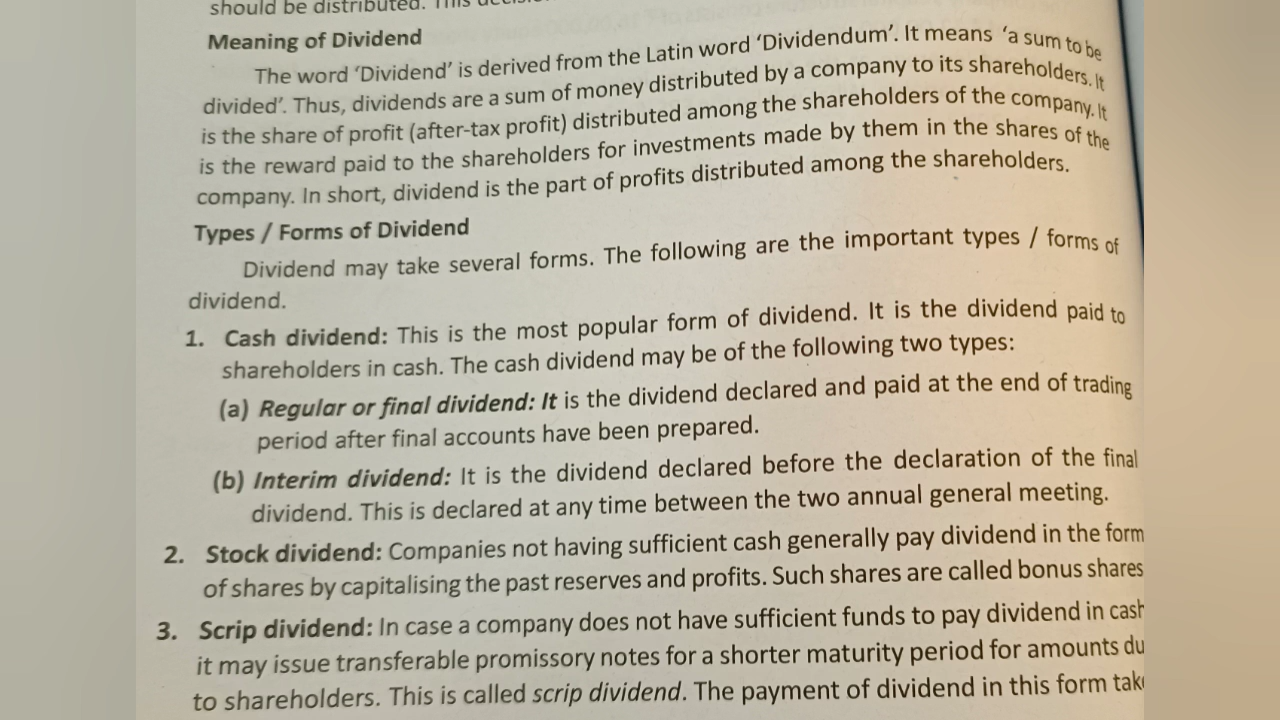 should be distributed. This
Meaning of Dividend
The word 'Dividend' is derived from the Latin word 'Dividendum'. It means 'a sum to be
divided'. Thus, dividends are a sum of money distributed by a company to its shareholders. It
is the share of profit (after-tax profit) distributed among the shareholders of the company. It
is the reward paid to the shareholders for investments made by them in the shares of the
company. In short, dividend is the part of profits distributed among the shareholders.
Types / Forms of Dividend
Dividend may take several forms. The following are the important types / forms of
dividend.
1. Cash dividend: This is the most popular form of dividend. It is the dividend paid to
shareholders in cash. The cash dividend may be of the following two types:
(a) Regular or final dividend: It is the dividend declared and paid at the end of trading
period after final accounts have been prepared.
(b) Interim dividend: It is the dividend declared before the declaration of the final
dividend. This is declared at any time between the two annual general meeting.
2. Stock dividend: Companies not having sufficient cash generally pay dividend in the form
of shares by capitalising the past reserves and profits. Such shares are called bonus shares
3. Scrip dividend: In case a company does not have sufficient funds to pay dividend in cash
it may issue transferable promissory notes for a shorter maturity period for amounts du
to shareholders. This is called scrip dividend. The payment of dividend in this form tak